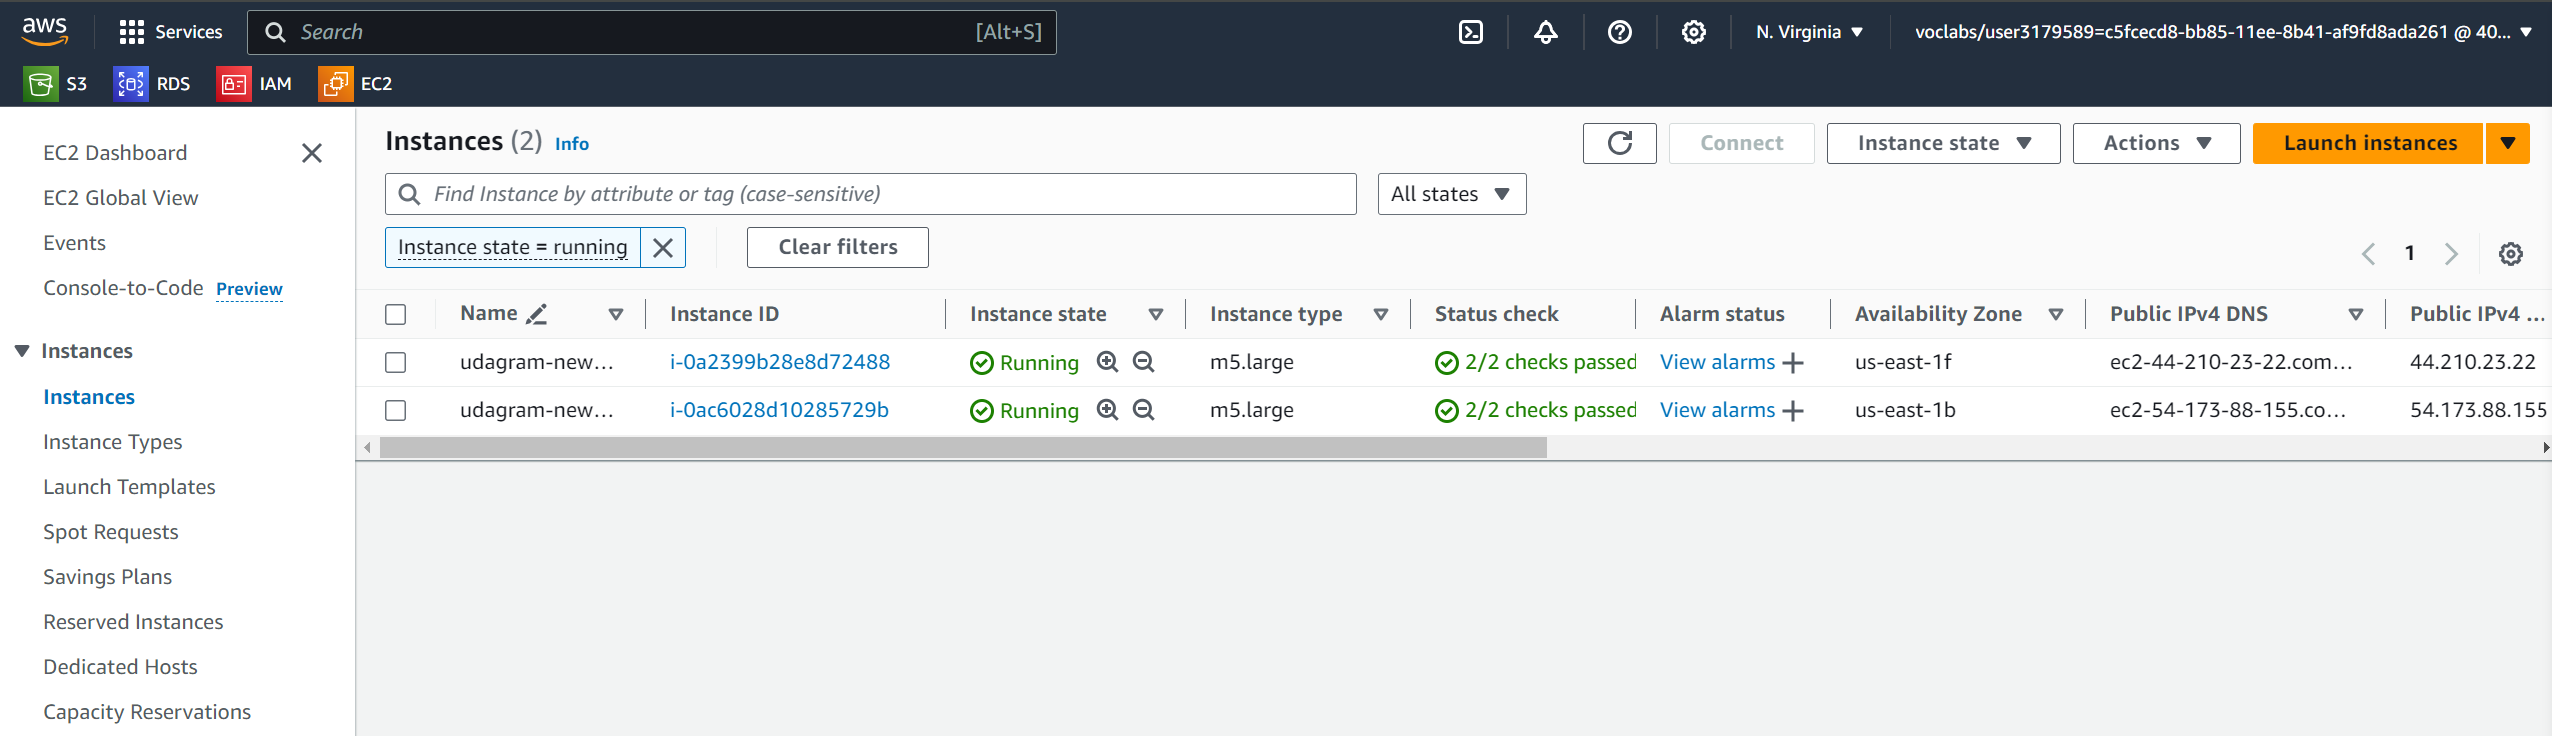 aws Services Search [Alt+S] N. Virginia voclabs/user3179589=c5fcecd8-bb85-11ee-8b41-af9fd8ada261 @ 40...
S3 RDS IAM EC2
EC2 Dashboard
EC2 Global View
Events
Console-to-Code Preview
Instances
Instances
Instance Types
Launch Templates
Spot Requests
Savings Plans
Reserved Instances
Dedicated Hosts
Capacity Reservations
Instances (2) Info Connect Instance state Actions Launch instances
Find Instance by attribute or tag (case-sensitive) All states
Instance state = running Clear filters 1
Name Instance ID Instance state Instance type Status check Alarm status Availability Zone Public IPv4 DNS Public IPv4 ...
udagram-new... i-0a2399b28e8d72488 Running m5.large 2/2 checks passed View alarms us-east-1f ec2-44-210-23-22.com... 44.210.23.22
udagram-new... i-0ac6028d10285729b Running m5.large 2/2 checks passed View alarms us-east-1b ec2-54-173-88-155.co... 54.173.88.155